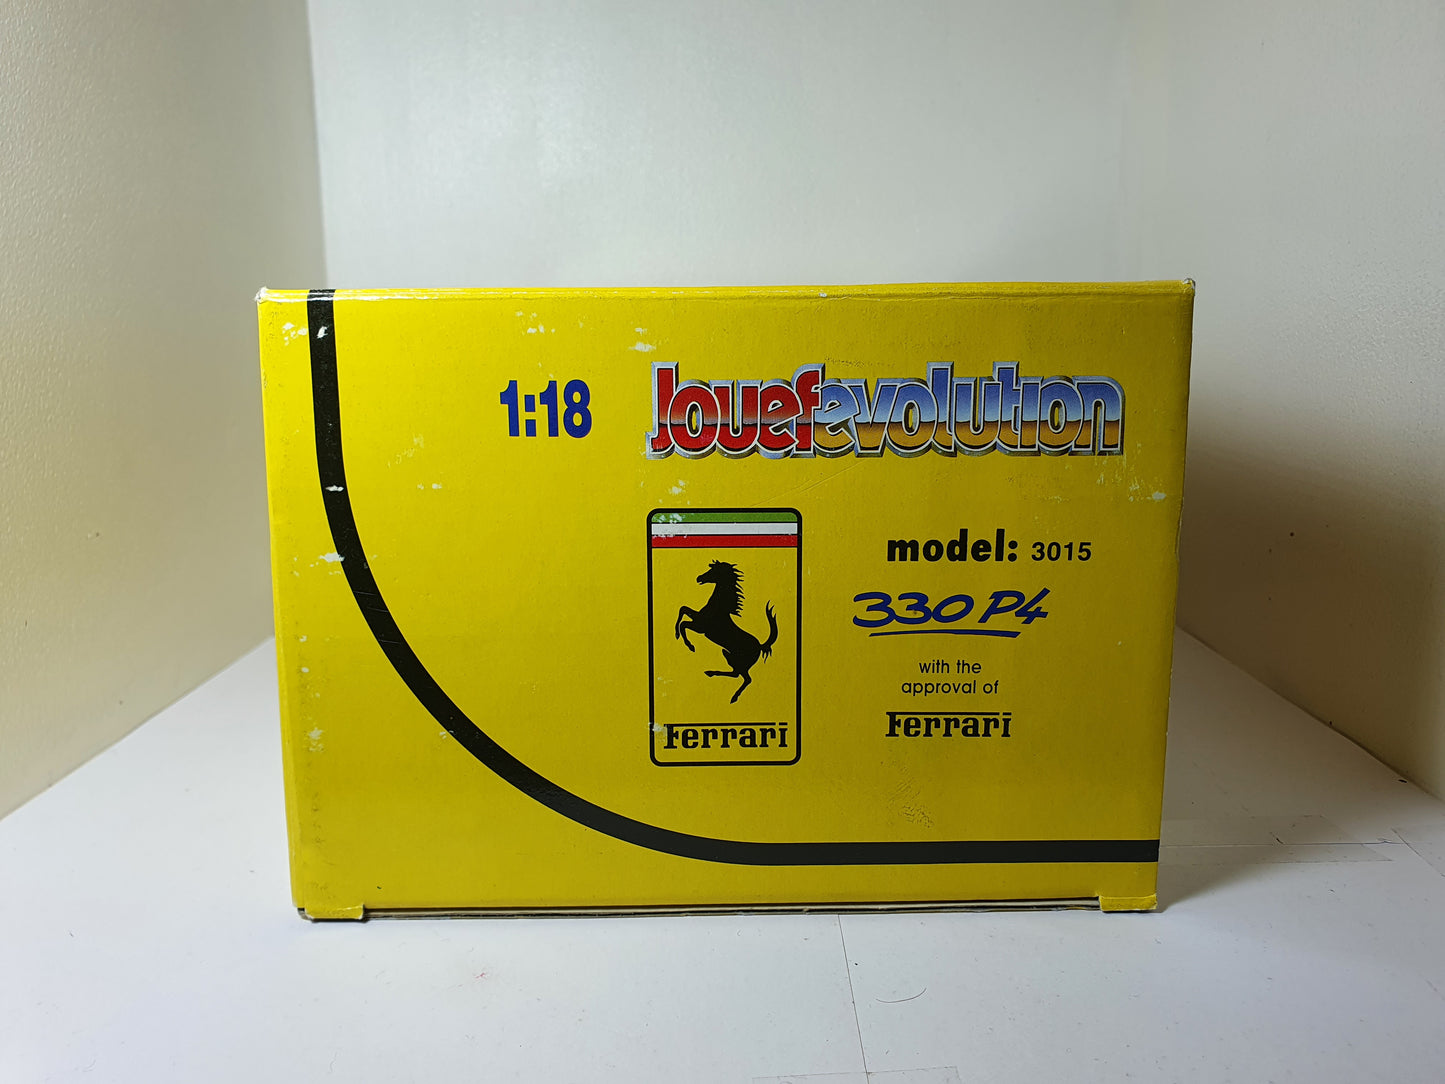 1:18
Jouefevolution
model: 3015
330 P4
with the
approval of
Ferrari
Ferrari